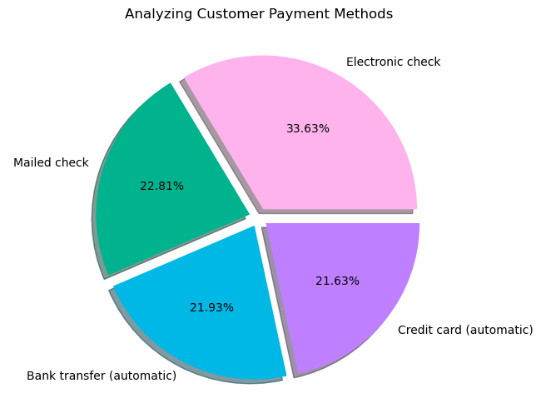 Analyzing Customer Payment Methods
Electronic check
33.63%
Mailed check
22.81%
21.93%
21.63%
Credit card (automatic)
Bank transfer (automatic)